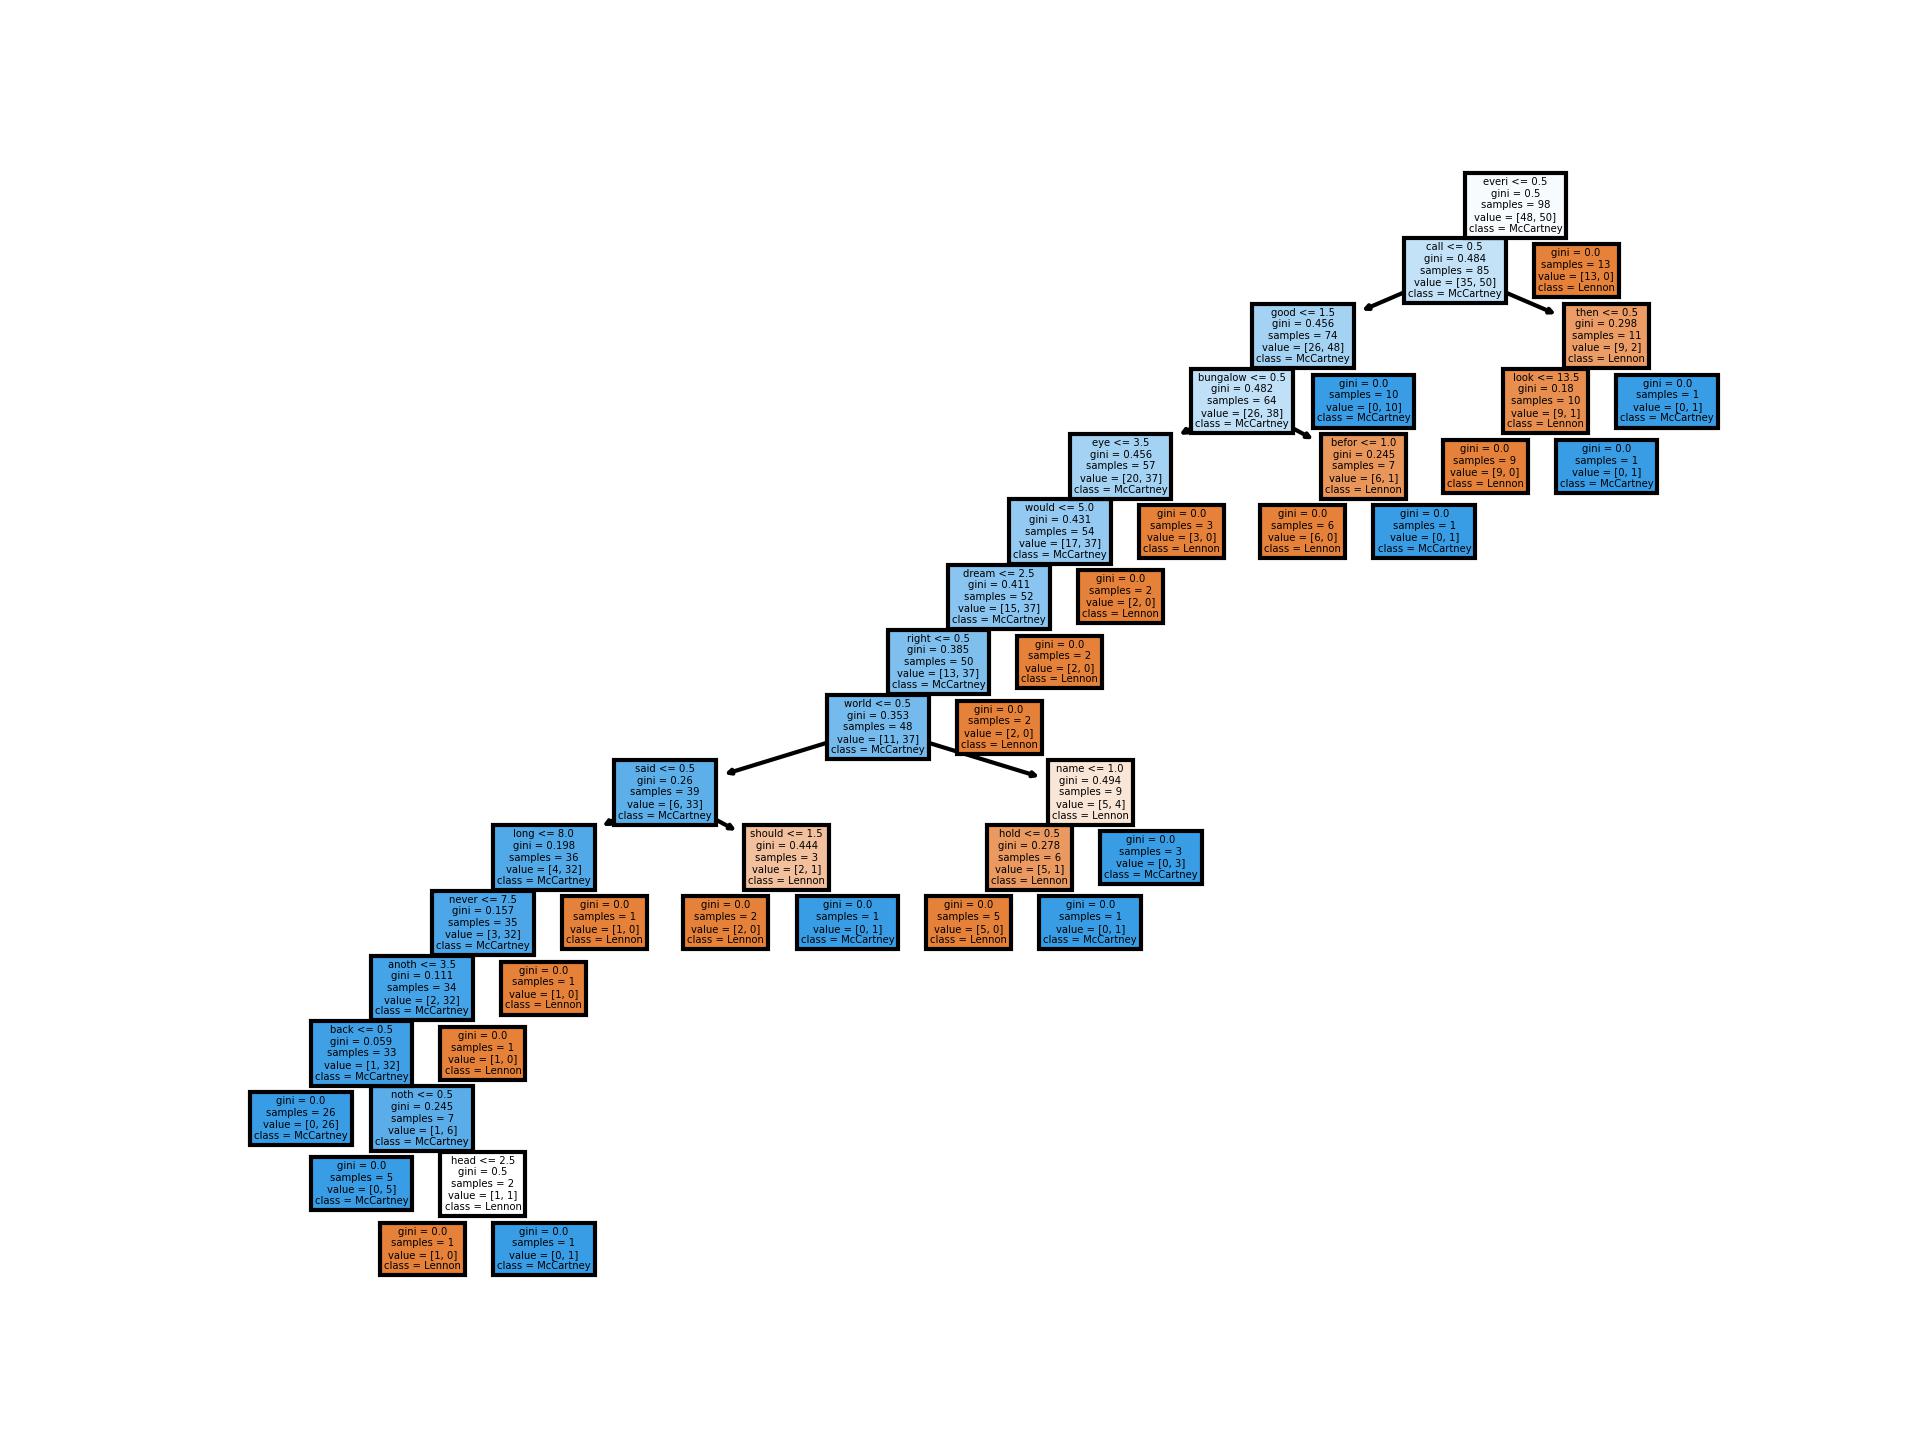 everi <= 0.5
gini = 0.5
samples = 98
value = [48, 50]
class = McCartney
call <= 0.5
gini = 0.484
samples = 85
value = [35, 50]
class = McCartney
gini = 0.0
samples = 13
value = [13, 0]
class = Lennon
good <= 1.5
gini = 0.456
samples = 74
value = [26, 48]
class = McCartney
then <= 0.5
gini = 0.298
samples = 11
value = [9, 2]
class = Lennon
bungalow <= 0.5
gini = 0.482
samples = 64
value = [26, 38]
class = McCartney
gini = 0.0
samples = 10
value = [0, 10]
class = McCartney
look <= 13.5
gini = 0.18
samples = 10
value = [9, 1]
class = Lennon
gini = 0.0
samples = 1
value = [0, 1]
class = McCartney
eye <= 3.5
gini = 0.456
samples = 57
value = [20, 37]
class = McCartney
befor <= 1.0
gini = 0.245
samples = 7
value = [6, 1]
class = Lennon
gini = 0.0
samples = 9
value = [9, 0]
class = Lennon
gini = 0.0
samples = 1
value = [0, 1]
class = McCartney
would <= 5.0
gini = 0.431
samples = 54
value = [17, 37]
class = McCartney
gini = 0.0
samples = 3
value = [3, 0]
class = Lennon
gini = 0.0
samples = 6
value = [6, 0]
class = Lennon
gini = 0.0
samples = 1
value = [0, 1]
class = McCartney
dream <= 2.5
gini = 0.411
samples = 52
value = [15, 37]
class = McCartney
gini = 0.0
samples = 2
value = [2, 0]
class = Lennon
right <= 0.5
gini = 0.385
samples = 50
value = [13, 37]
class = McCartney
gini = 0.0
samples = 2
value = [2, 0]
class = Lennon
world <= 0.5
gini = 0.353
samples = 48
value = [11, 37]
class = McCartney
gini = 0.0
samples = 2
value = [2, 0]
class = Lennon
said <= 0.5
gini = 0.26
samples = 39
value = [6, 33]
class = McCartney
name <= 1.0
gini = 0.494
samples = 9
value = [5, 4]
class = Lennon
long <= 8.0
gini = 0.198
samples = 36
value = [4, 32]
class = McCartney
should <= 1.5
gini = 0.444
samples = 3
value = [2, 1]
class = Lennon
hold <= 0.5
gini = 0.278
samples = 6
value = [5, 1]
class = Lennon
gini = 0.0
samples = 3
value = [0, 3]
class = McCartney
never <= 7.5
gini = 0.157
samples = 35
value = [3, 32]
class = McCartney
gini = 0.0
samples = 1
value = [1, 0]
class = Lennon
gini = 0.0
samples = 2
value = [2, 0]
class = Lennon
gini = 0.0
samples = 1
value = [0, 1]
class = McCartney
gini = 0.0
samples = 5
value = [5, 0]
class = Lennon
gini = 0.0
samples = 1
value = [0, 1]
class = McCartney
anoth <= 3.5
gini = 0.111
samples = 34
value = [2, 32]
class = McCartney
gini = 0.0
samples = 1
value = [1, 0]
class = Lennon
back <= 0.5
gini = 0.059
samples = 33
value = [1, 32]
class = McCartney
gini = 0.0
samples = 1
value = [1, 0]
class = Lennon
gini = 0.0
samples = 26
value = [0, 26]
class = McCartney
noth <= 0.5
gini = 0.245
samples = 7
value = [1, 6]
class = McCartney
gini = 0.0
samples = 5
value = [0, 5]
class = McCartney
head <= 2.5
gini = 0.5
samples = 2
value = [1, 1]
class = Lennon
gini = 0.0
samples = 1
value = [1, 0]
class = Lennon
gini = 0.0
samples = 1
value = [0, 1]
class = McCartney